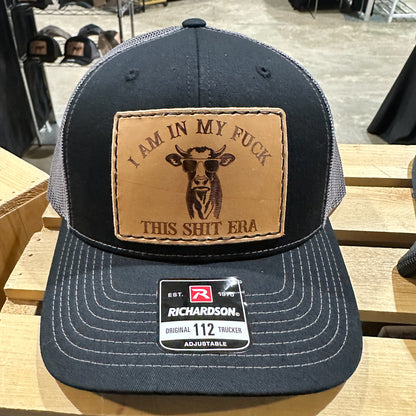 I AM IN MY FUCK
THIS SHIT ERA
EST. R 1970
RICHARDSON
ORIGINAL 112 TRUCKER
ADJUSTABLE